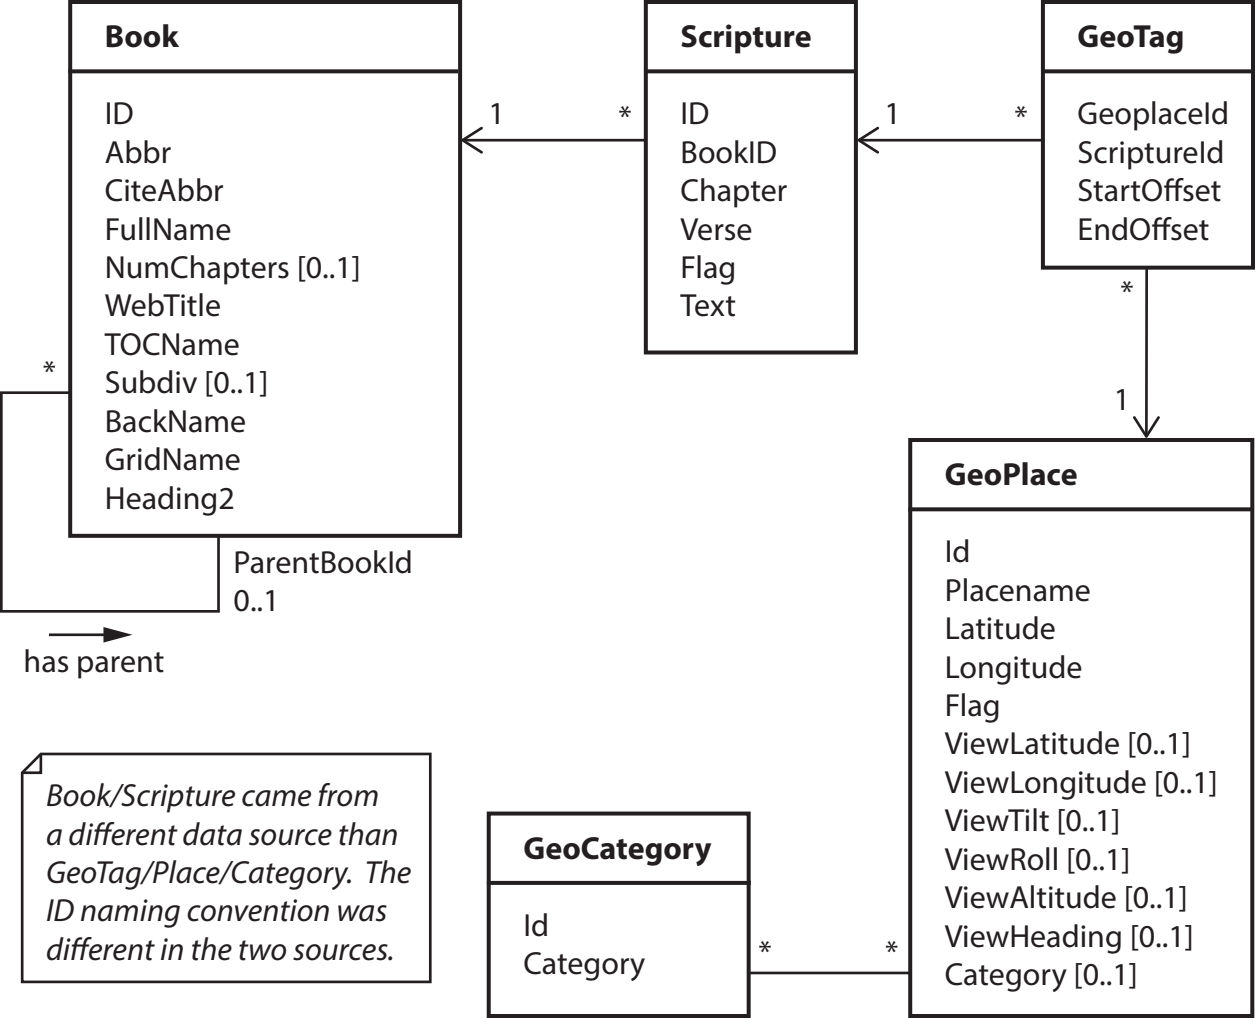 Book
ID
Abbr
CiteAbbr
FullName
NumChapters [0..1]
WebTitle
TOCName
Subdiv [0..1]
BackName
GridName
Heading2
*
ParentBookId
0..1
has parent
1
*
Scripture
ID
BookID
Chapter
Verse
Flag
Text
1
*
GeoTag
GeoplaceId
ScriptureId
StartOffset
EndOffset
*
1
GeoPlace
Id
Placename
Latitude
Longitude
Flag
ViewLatitude [0..1]
ViewLongitude [0..1]
ViewTilt [0..1]
ViewRoll [0..1]
ViewAltitude [0..1]
ViewHeading [0..1]
Category [0..1]
*
*
GeoCategory
Id
Category
Book/Scripture came from
a different data source than
GeoTag/Place/Category. The
ID naming convention was
different in the two sources.